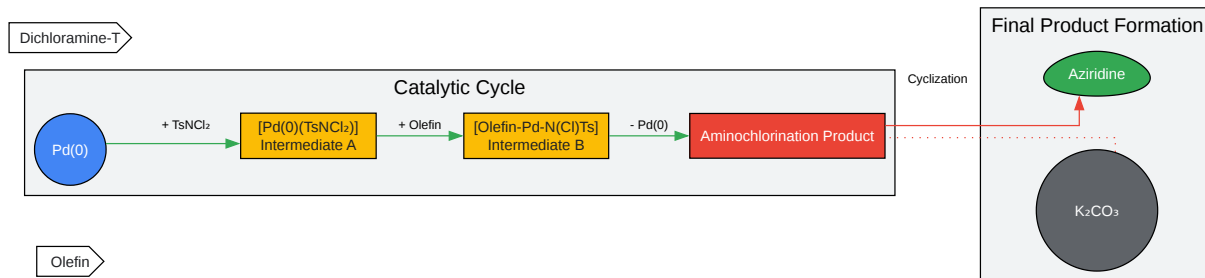 Dichloramine-T
Catalytic Cycle
Pd(0)
+ TsNCl₂
[Pd(0)(TsNCl₂)]
Intermediate A
+ Olefin
[Olefin-Pd-N(Cl)Ts]
Intermediate B
- Pd(0)
Aminochlorination Product
Cyclization
Final Product Formation
Aziridine
K₂CO₃
Olefin